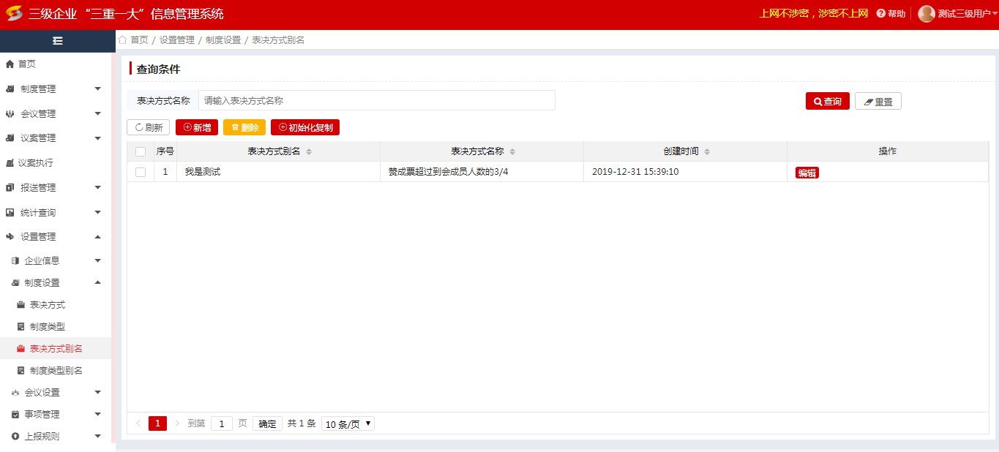 三级企业“三重一大”信息管理系统
上网不涉密，涉密不上网 帮助 测试三级用户
首页 / 设置管理 / 制度设置 / 表决方式别名
首页
制度管理
会议管理
议案管理
议案执行
报送管理
统计查询
设置管理
企业信息
制度设置
表决方式
制度类型
表决方式别名
制度类型别名
会议设置
事项管理
上报规则
查询条件
表决方式名称 请输入表决方式名称 查询 重置
刷新 新增 删除 初始化复制
序号 表决方式别名 表决方式名称 创建时间 操作
1 我是测试 赞成票超过到会成员人数的3/4 2019-12-31 15:39:10 编辑
1 到第 1 页 确定 共 1 条 10 条/页